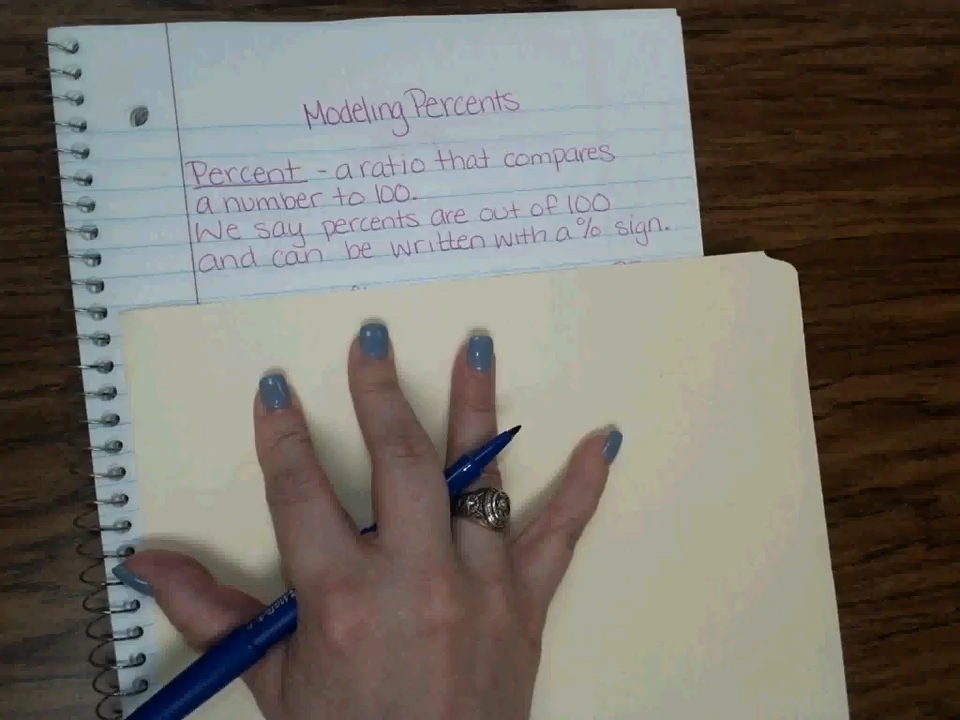 Modeling Percents
Percent - a ratio that compares
a number to 100.
We say percents are out of 100
and can be written with a % sign.